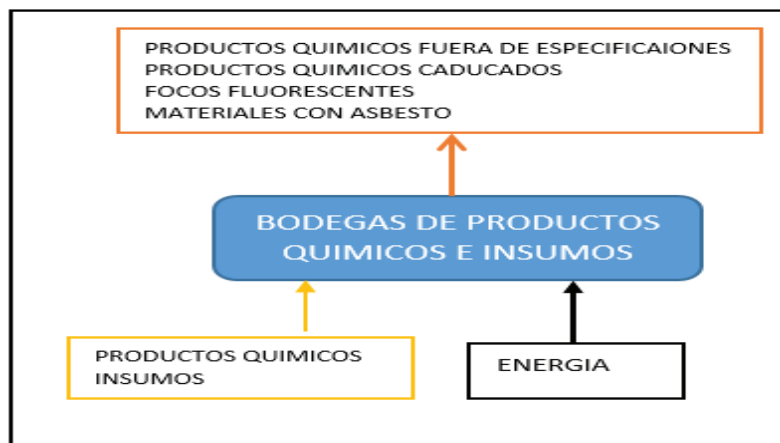 PRODUCTOS QUIMICOS FUERA DE ESPECIFICAIONES
PRODUCTOS QUIMICOS CADUCADOS
FOCOS FLUORESCENTES
MATERIALES CON ASBESTO
BODEGAS DE PRODUCTOS
QUIMICOS E INSUMOS
PRODUCTOS QUIMICOS
INSUMOS
ENERGIA